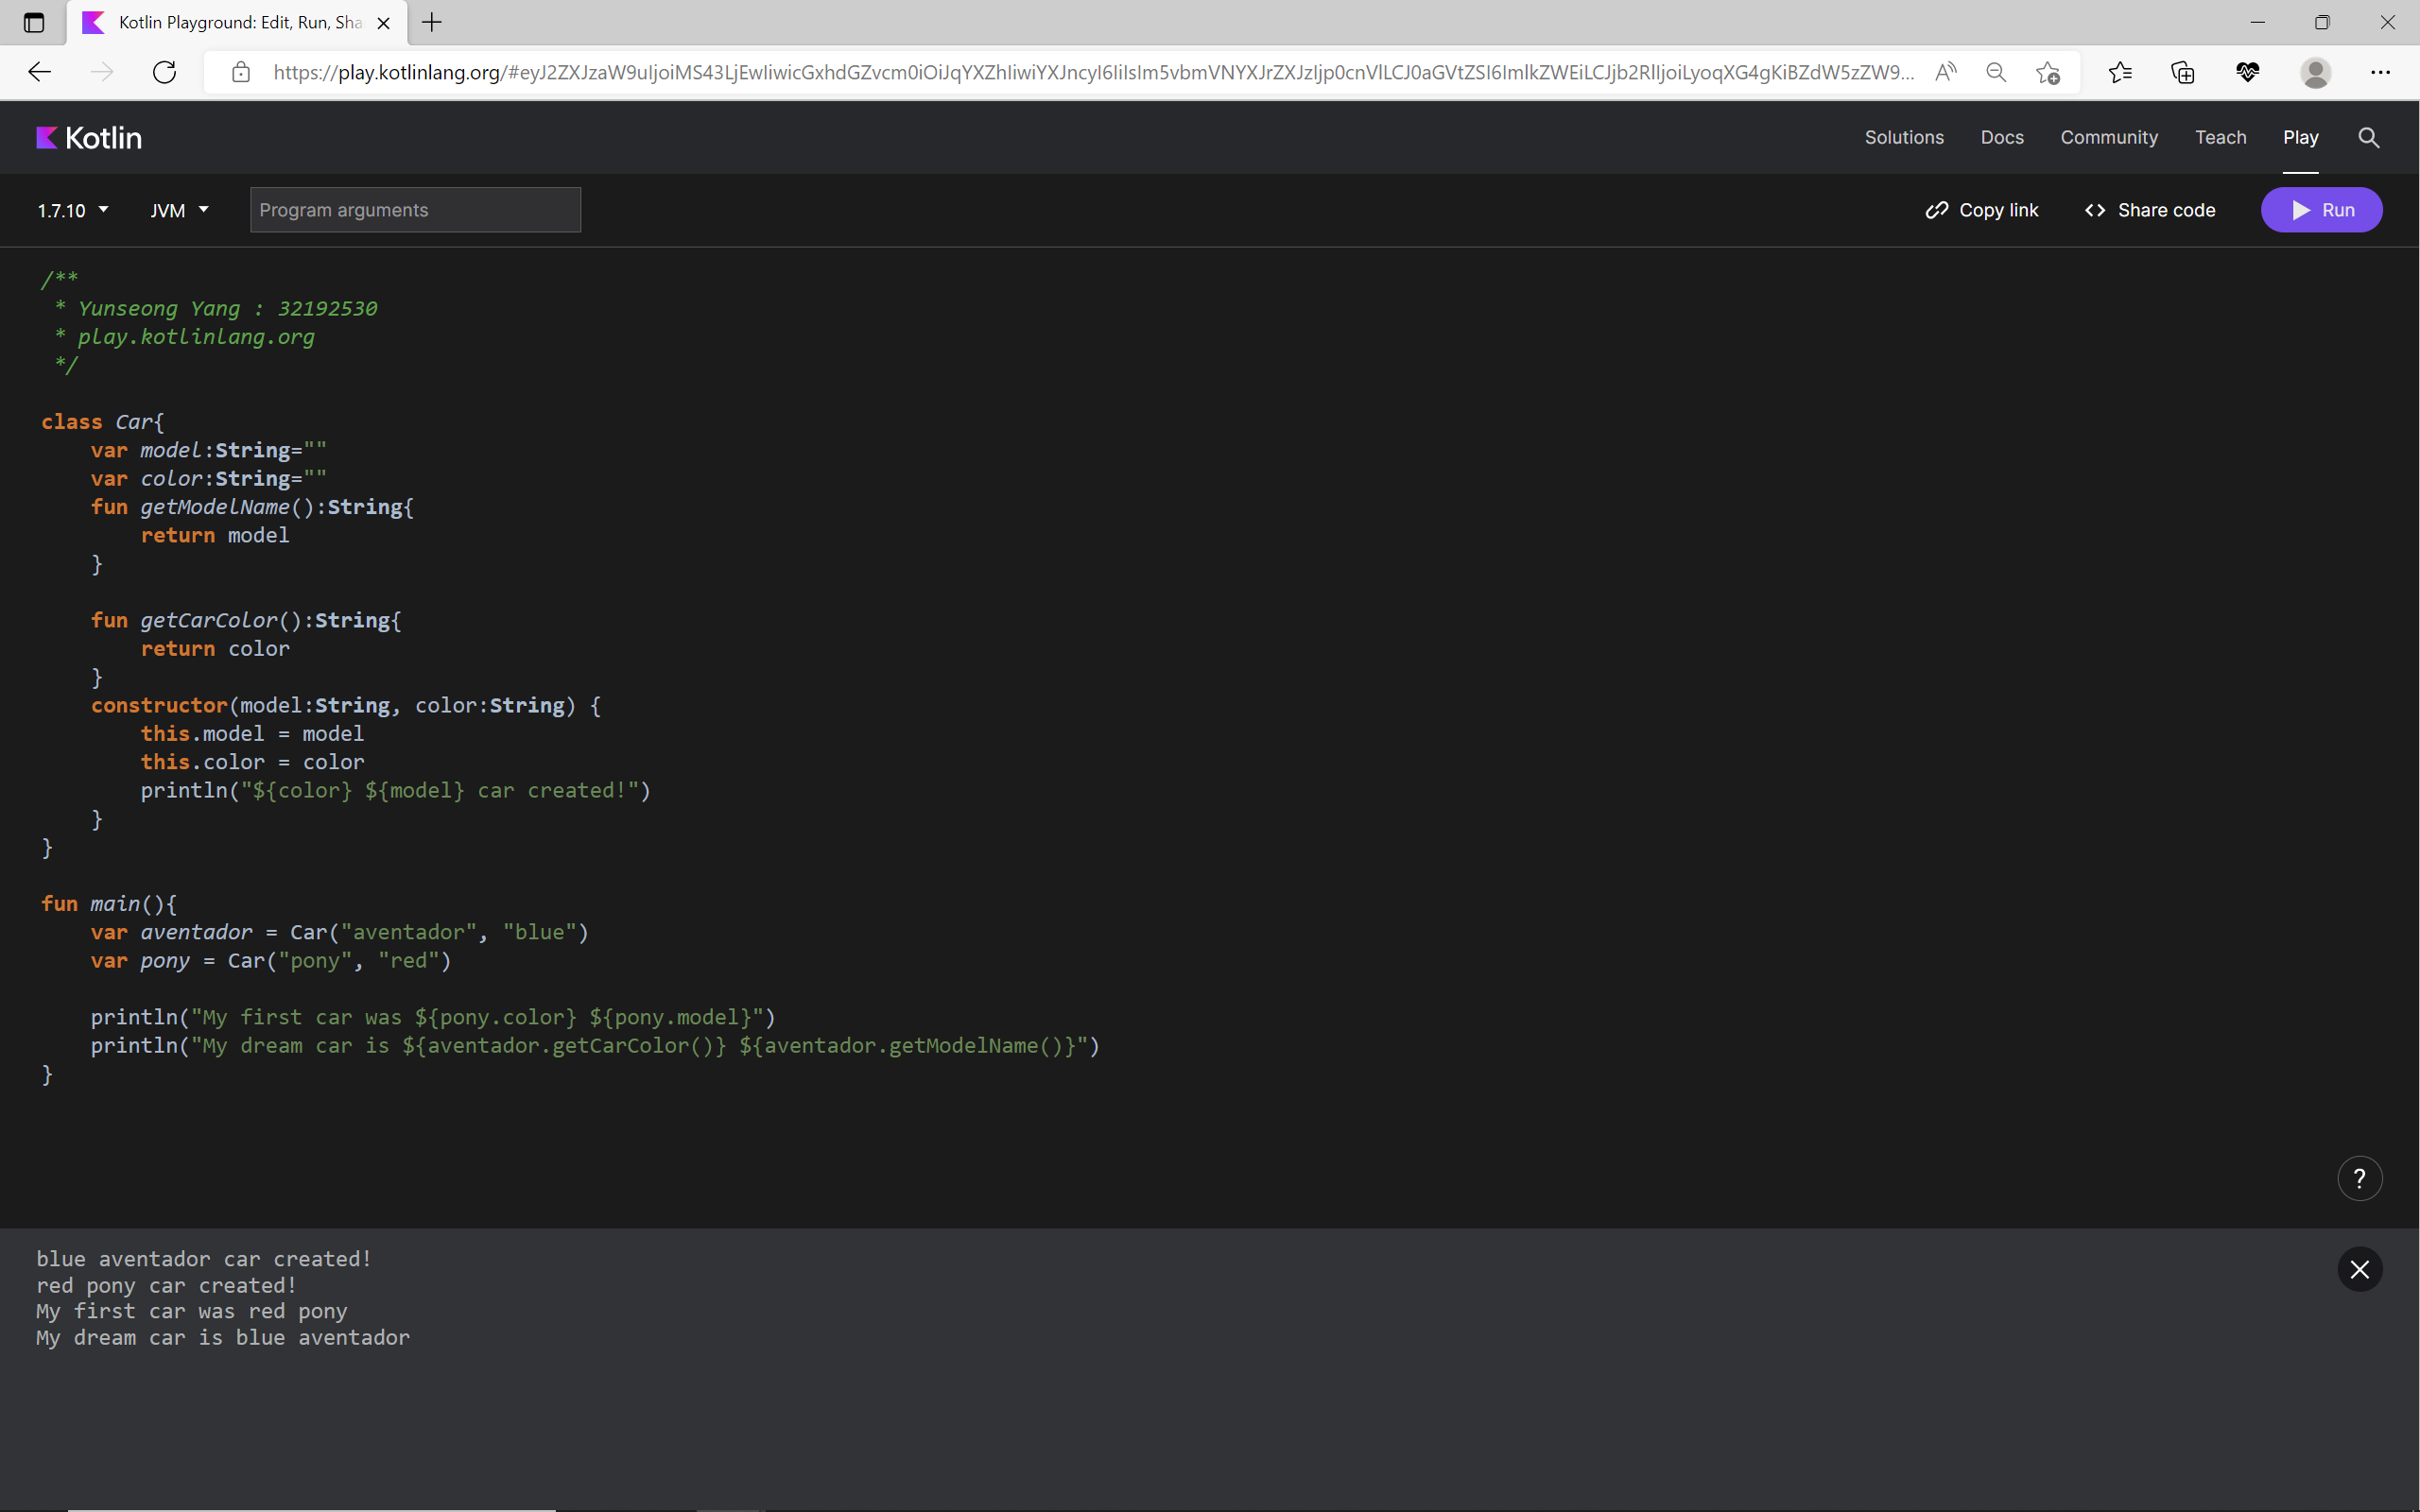 Kotlin Playground: Edit, Run, Sha
Kotlin
Solutions Docs Community Teach Play
1.7.10 JVM Program arguments Copy link Share code Run
/**
 * Yunseong Yang : 32192530
 * play.kotlinlang.org
 */
class Car{
    var model:String=""
    var color:String=""
    fun getModelName():String{
        return model
    }
    fun getCarColor():String{
        return color
    }
    constructor(model:String, color:String) {
        this.model = model
        this.color = color
        println("${color} ${model} car created!")
    }
}
fun main(){
    var aventador = Car("aventador", "blue")
    var pony = Car("pony", "red")
    println("My first car was ${pony.color} ${pony.model}")
    println("My dream car is ${aventador.getCarColor()} ${aventador.getModelName()}")
}
?
blue aventador car created!
red pony car created!
My first car was red pony
My dream car is blue aventador